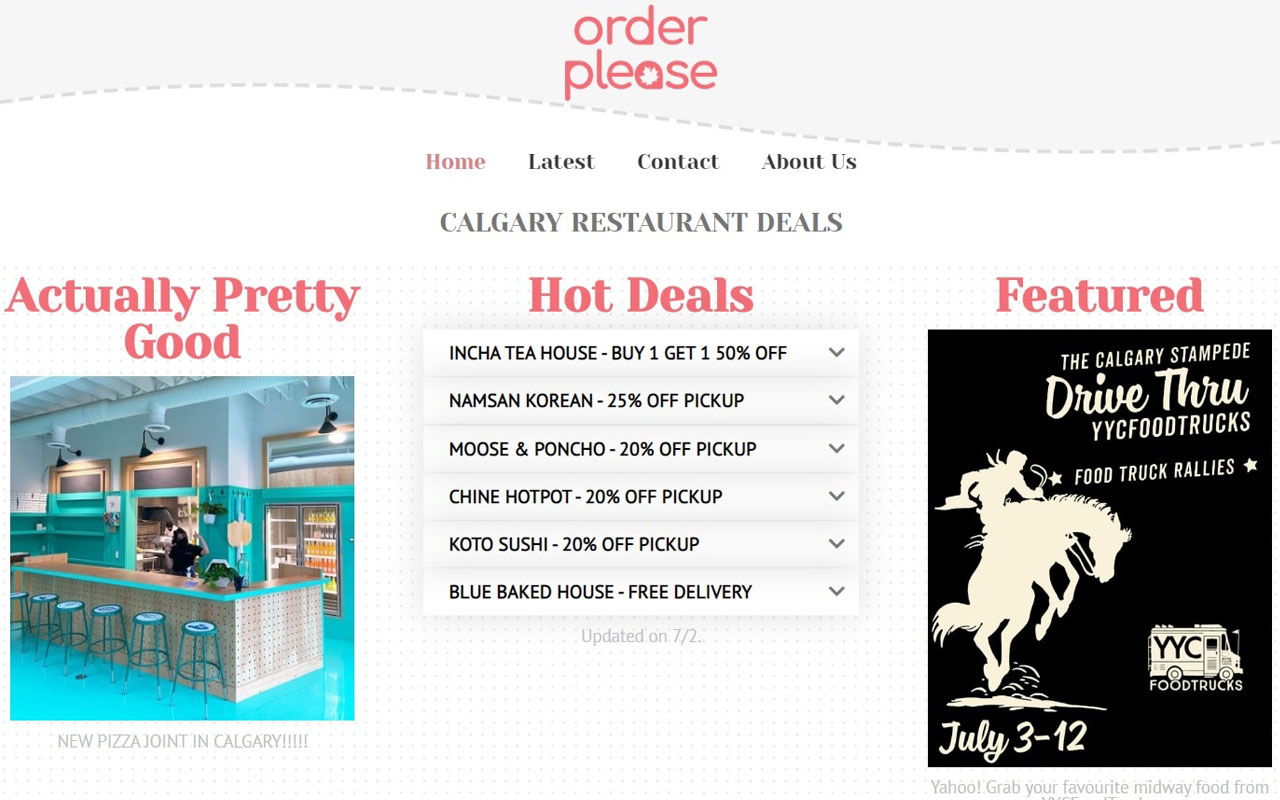 order
please
Home
Latest
Contact
About Us
CALGARY RESTAURANT DEALS
Actually Pretty
Good
NEW PIZZA JOINT IN CALGARY!!!!!
Hot Deals
INCHA TEA HOUSE - BUY 1 GET 1 50% OFF
NAMSAN KOREAN - 25% OFF PICKUP
MOOSE & PONCHO - 20% OFF PICKUP
CHINE HOTPOT - 20% OFF PICKUP
KOTO SUSHI - 20% OFF PICKUP
BLUE BAKED HOUSE - FREE DELIVERY
Updated on 7/2.
Featured
THE CALGARY STAMPEDE
Drive Thru
YYCFOODTRUCKS
FOOD TRUCK RALLIES
YYC
FOODTRUCKS
July 3-12
Yahoo! Grab your favourite midway food from